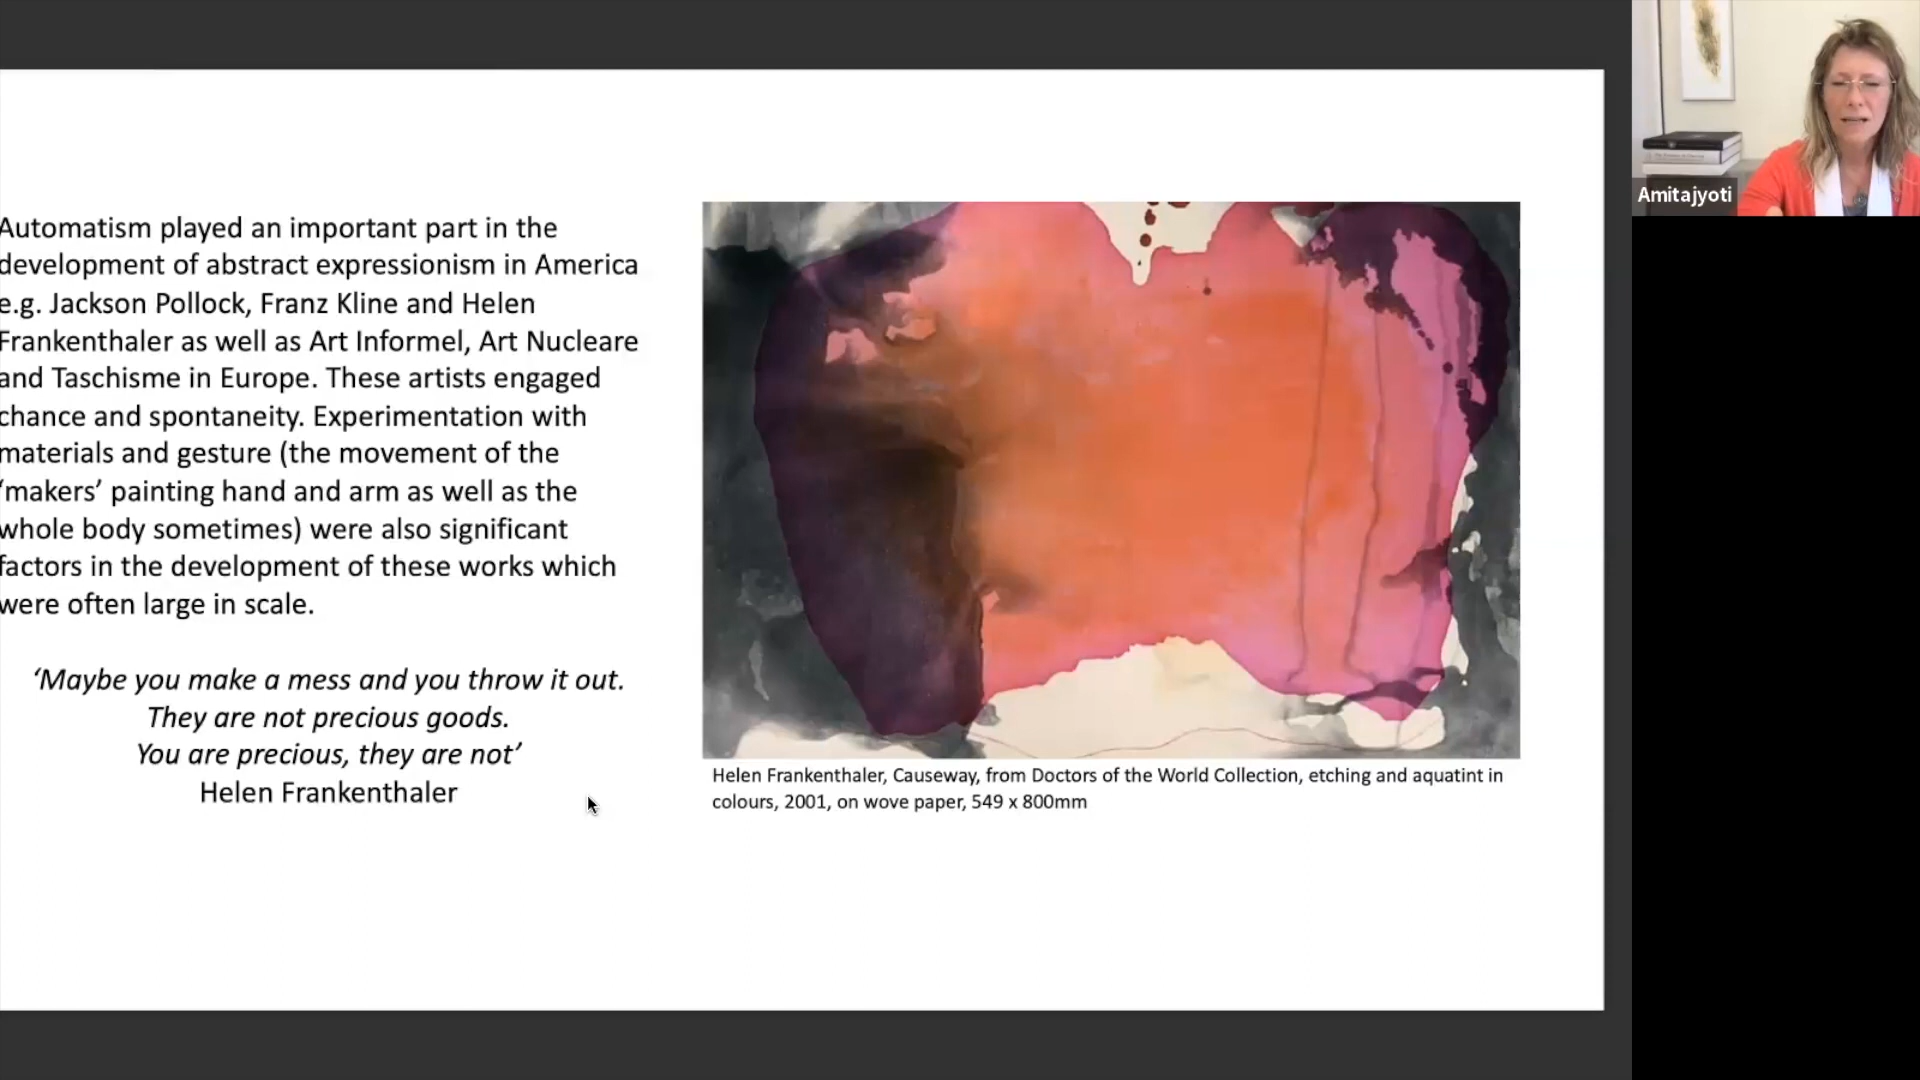 Automatism played an important part in the
development of abstract expressionism in America
e.g. Jackson Pollock, Franz Kline and Helen
Frankenthaler as well as Art Informel, Art Nucleare
and Taschisme in Europe. These artists engaged
chance and spontaneity. Experimentation with
materials and gesture (the movement of the
‘makers’ painting hand and arm as well as the
whole body sometimes) were also significant
factors in the development of these works which
were often large in scale.
‘Maybe you make a mess and you throw it out.
They are not precious goods.
You are precious, they are not’
Helen Frankenthaler
Helen Frankenthaler, Causeway, from Doctors of the World Collection, etching and aquatint in
colours, 2001, on wove paper, 549 x 800mm
Amitajyoti